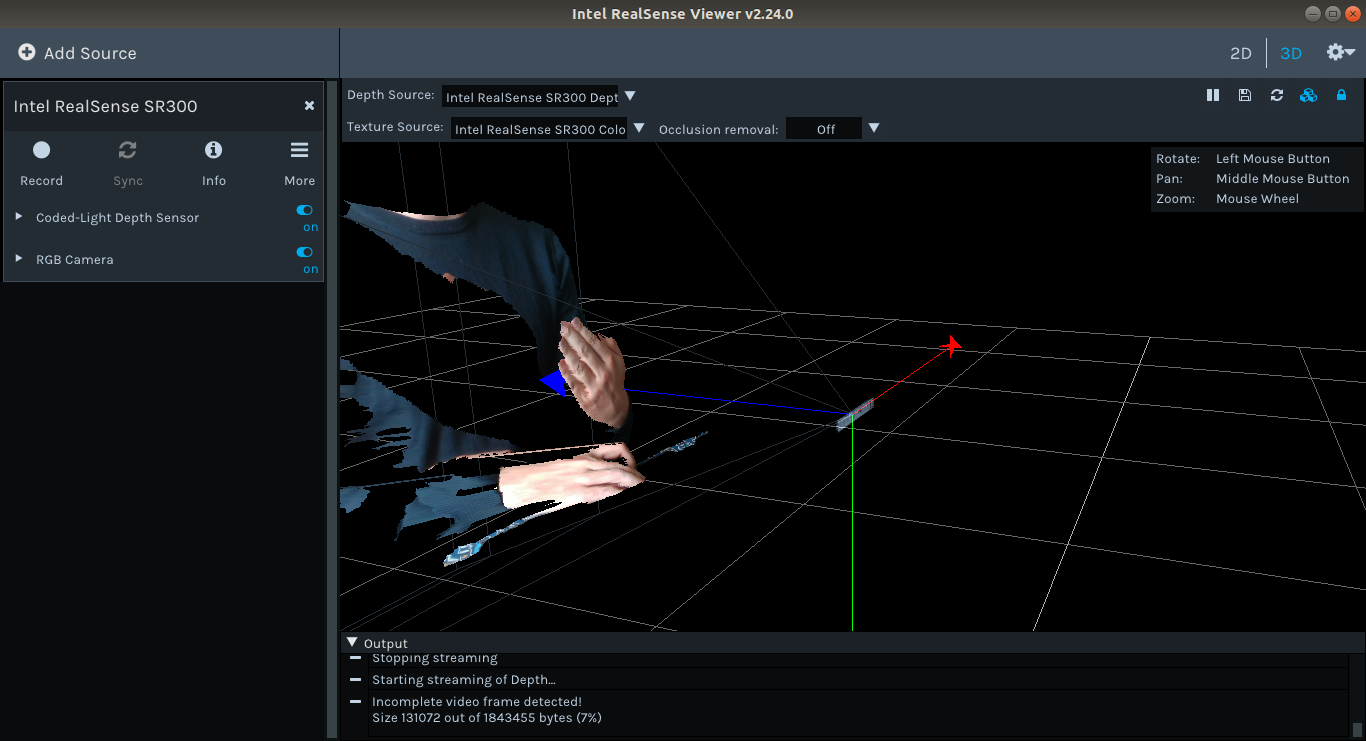 Intel RealSense Viewer v2.24.0
Add Source
2D
3D
Intel RealSense SR300
Record
Sync
Info
More
Coded-Light Depth Sensor
on
RGB Camera
on
Depth Source: Intel RealSense SR300 Dept
Texture Source: Intel RealSense SR300 Colo Occlusion removal: Off
Rotate: Left Mouse Button
Pan: Middle Mouse Button
Zoom: Mouse Wheel
Output
Stopping streaming
Starting streaming of Depth...
Incomplete video frame detected!
Size 131072 out of 1843455 bytes (7%)